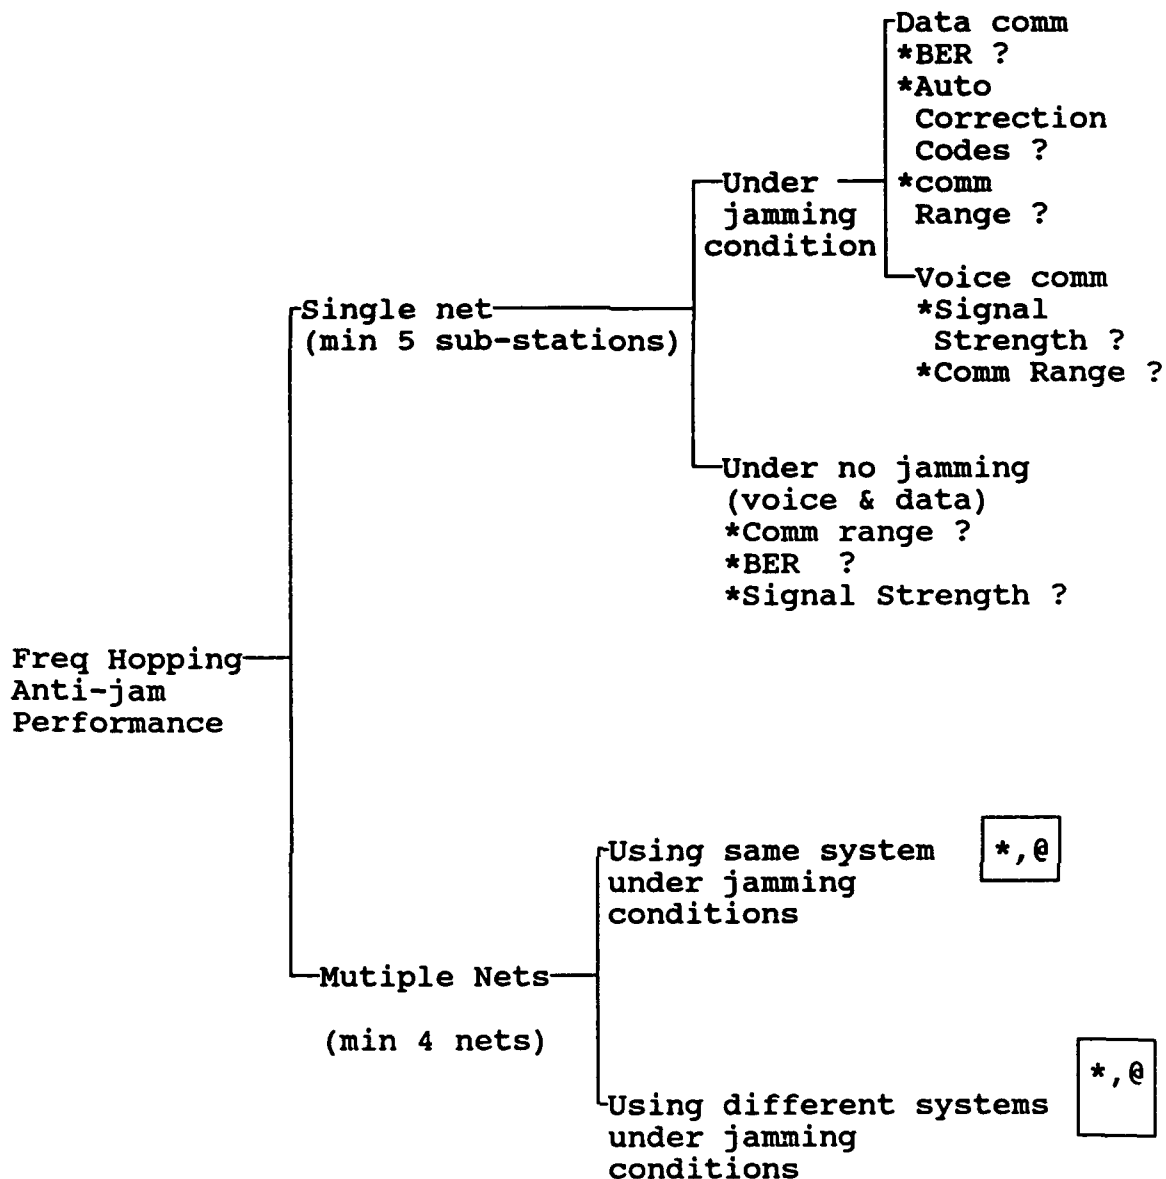 Data comm
*BER ?
*Auto
Correction
Codes ?
*comm
Range ?
Under
jamming
condition
Voice comm
*Signal
Strength ?
*Comm Range ?
Single net
(min 5 sub-stations)
Under no jamming
(voice & data)
*Comm range ?
*BER ?
*Signal Strength ?
Freq Hopping
Anti-jam
Performance
Using same system
under jamming
conditions
*,@
Mutiple Nets
(min 4 nets)
Using different systems
under jamming
conditions
*,@